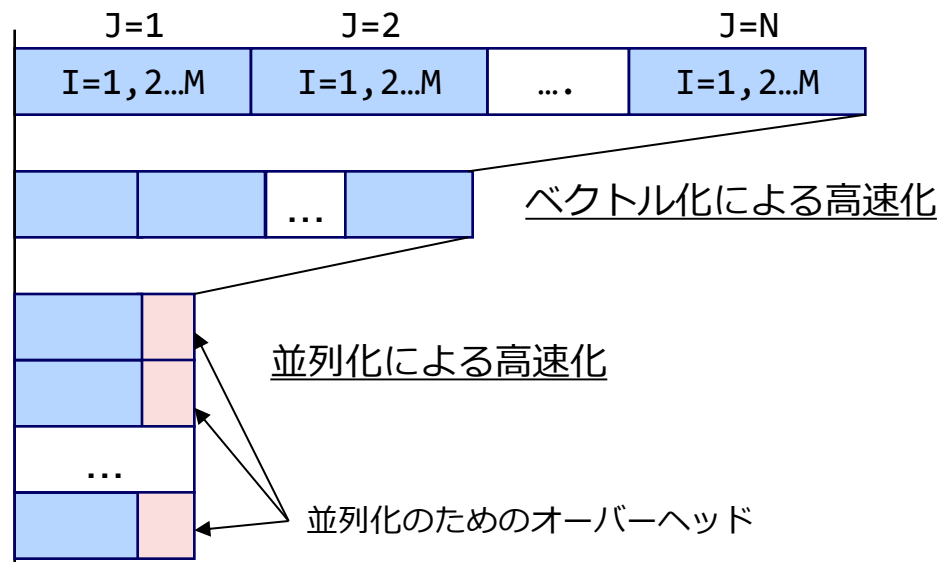 J=1 J=2 J=N
I=1,2…M I=1,2…M …. I=1,2…M
… ベクトル化による高速化
並列化による高速化
…
並列化のためのオーバーヘッド